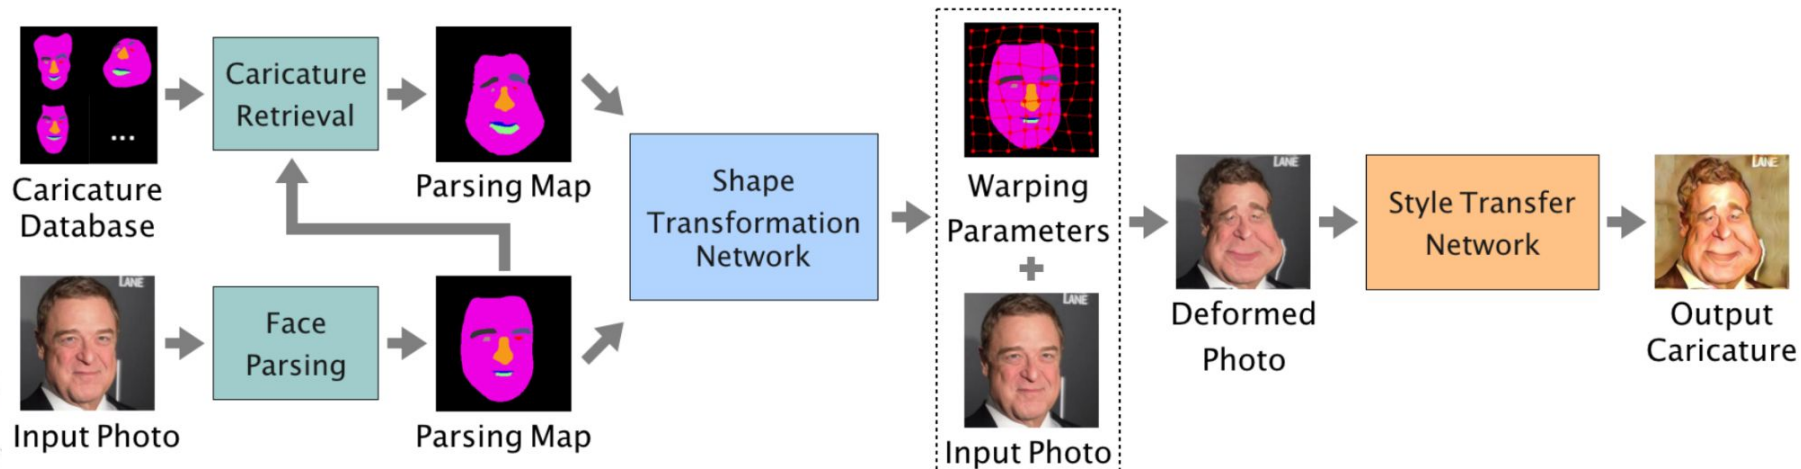 Caricature
Database
Caricature
Retrieval
...
Parsing Map
Input Photo
LANE
Face
Parsing
Parsing Map
Shape
Transformation
Network
Warping
Parameters
+
LANE
Input Photo
LANE
Deformed
Photo
Style Transfer
Network
LANE
Output
Caricature